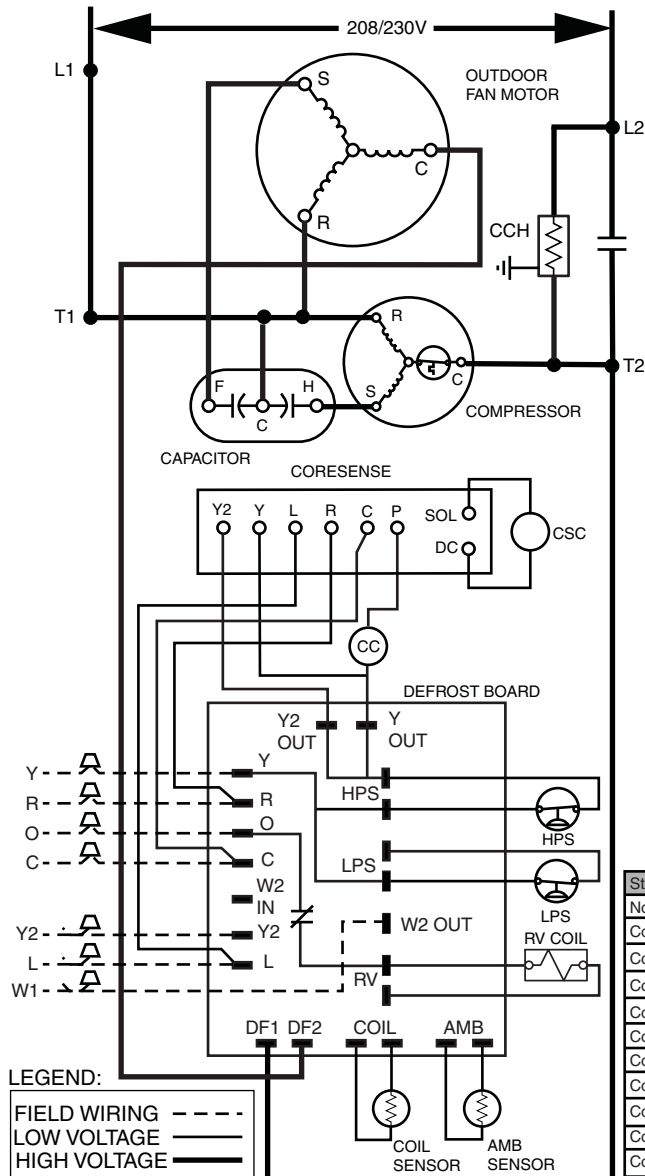 208/230V
L1
S
OUTDOOR
FAN MOTOR
L2
C
R
CCH
T1
R
T2
F
C
H
S
C
COMPRESSOR
CAPACITOR
CORESENSE
Y2 Y L R C P
SOL
DC
CSC
CC
DEFROST BOARD
Y2
OUT
Y
OUT
Y
Y
R
R
O
O
C
C
W2
IN
Y2
Y2
L
L
W1
HPS
HPS
LPS
LPS
W2 OUT
RV COIL
RV
DF1 DF2 COIL AMB
COIL
SENSOR
AMB
SENSOR
LEGEND:
FIELD WIRING
LOW VOLTAGE
HIGH VOLTAGE
St
No
Co
Co
Co
Co
Co
Co
Co
Co
Co
Co